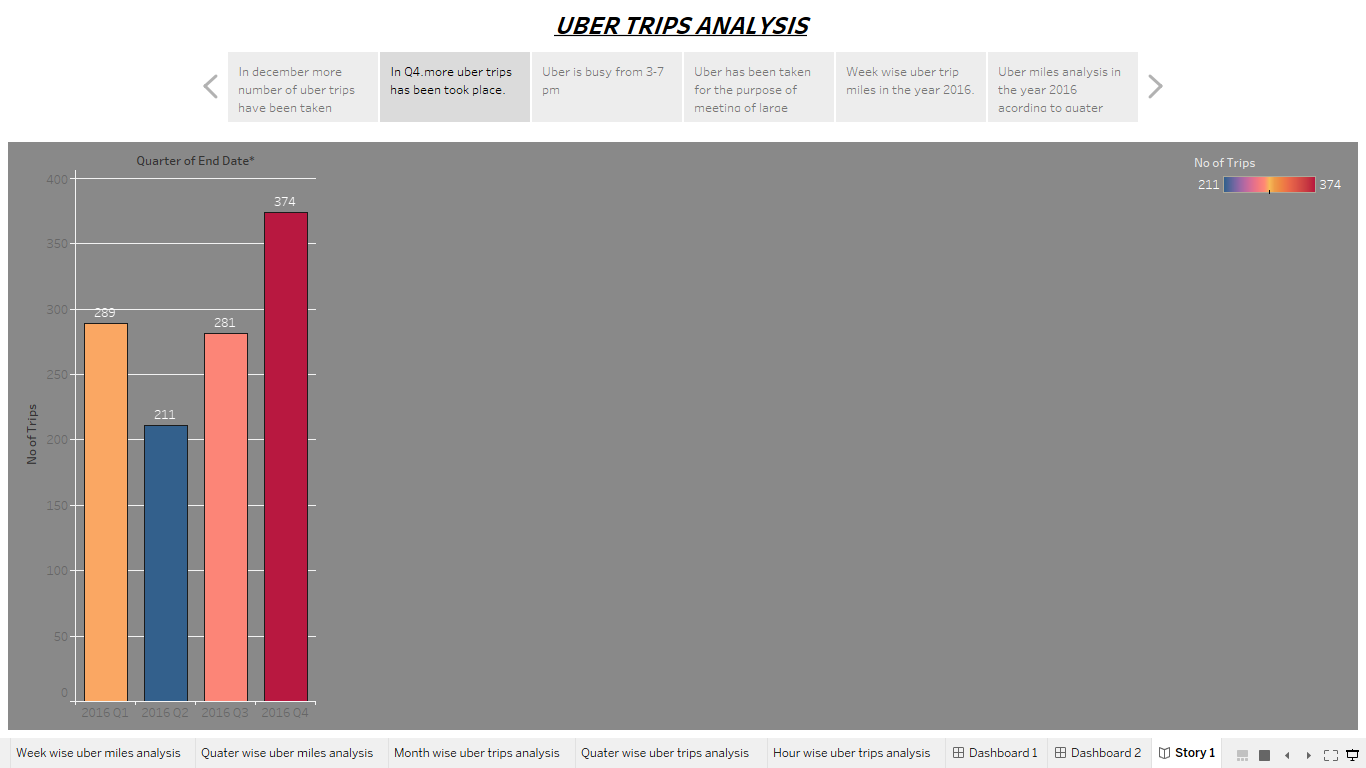 UBER TRIPS ANALYSIS
In december more
number of uber trips
have been taken
In Q4.more uber trips
has been took place.
Uber is busy from 3-7
pm
Uber has been taken
for the purpose of
meeting of large
Week wise uber trip
miles in the year 2016.
Uber miles analysis in
the year 2016
acording to quater
Quarter of End Date*
No of Trips
211 374
400
350
300
250
200
150
100
50
0
No of Trips
289
211
281
374
2016 Q1 2016 Q2 2016 Q3 2016 Q4
Week wise uber miles analysis Quater wise uber miles analysis Month wise uber trips analysis Quater wise uber trips analysis Hour wise uber trips analysis Dashboard 1 Dashboard 2 Story 1